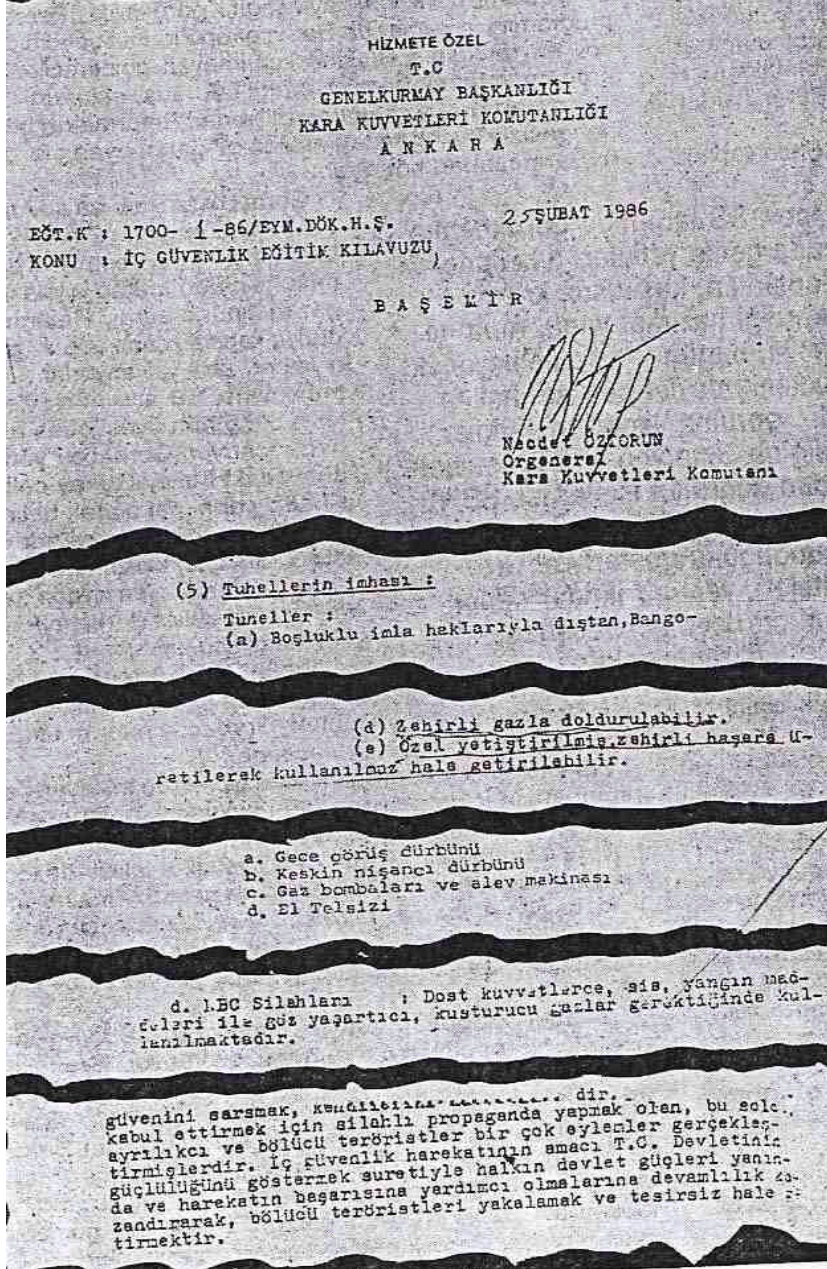 HİZMETE ÖZEL
T.C
GENELKURMAY BAŞKANLIĞI
KARA KUVVETLERİ KOMUTANLIĞI
A N K A R A
EĞT.K : 1700- 1 -86/EYM.DÖK.H.Ş.
25 ŞUBAT 1986
KONU : İÇ GÜVENLİK EĞİTİK KILAVUZU,
B A Ş E M İ R
Necdet ÖZTORUN
Orgeneral
Kara Kuvvetleri Komutanı
(5) Tuhellerin imhası :
Tuneller :
(a) Boşluklu imla haklarıyla dıştan,Bango-
(d) Zehirli gazla doldurulabilir.
(e) Özel yetiştirilmiş,zehirli haşere ü-
retilerek kullanılmaz hale getirilebilir.
a. Gece görüş dürbünü
b. Keskin nişancı dürbünü
c. Gaz bombaları ve alev makinası
d. El Telsizi
d. Silahları : Dost kuvvetlerce, sis, yangın mad-
deleri ile göz yaşartıcı, kusturucu gazlar gerektiğinde kul-
lanılmaktadır.
güvenini sarsmak, dir.
kabul ettirmek için silahlı propaganda yapmak olan, bu
ayrılıkcı ve bölücü teröristler bir çok eylemler gerçekleş-
tirmişlerdir. İç güvenlik harekatının amacı T.C. Devletinin
güçlülüğünü göstermek suretiyle halkın devlet güçleri yanın-
da ve harekatın başarısına yardımcı olmalarına devamlılık
zandırarak, bölücü teröristleri yakalamak ve tesirsiz hale
tirmektir.